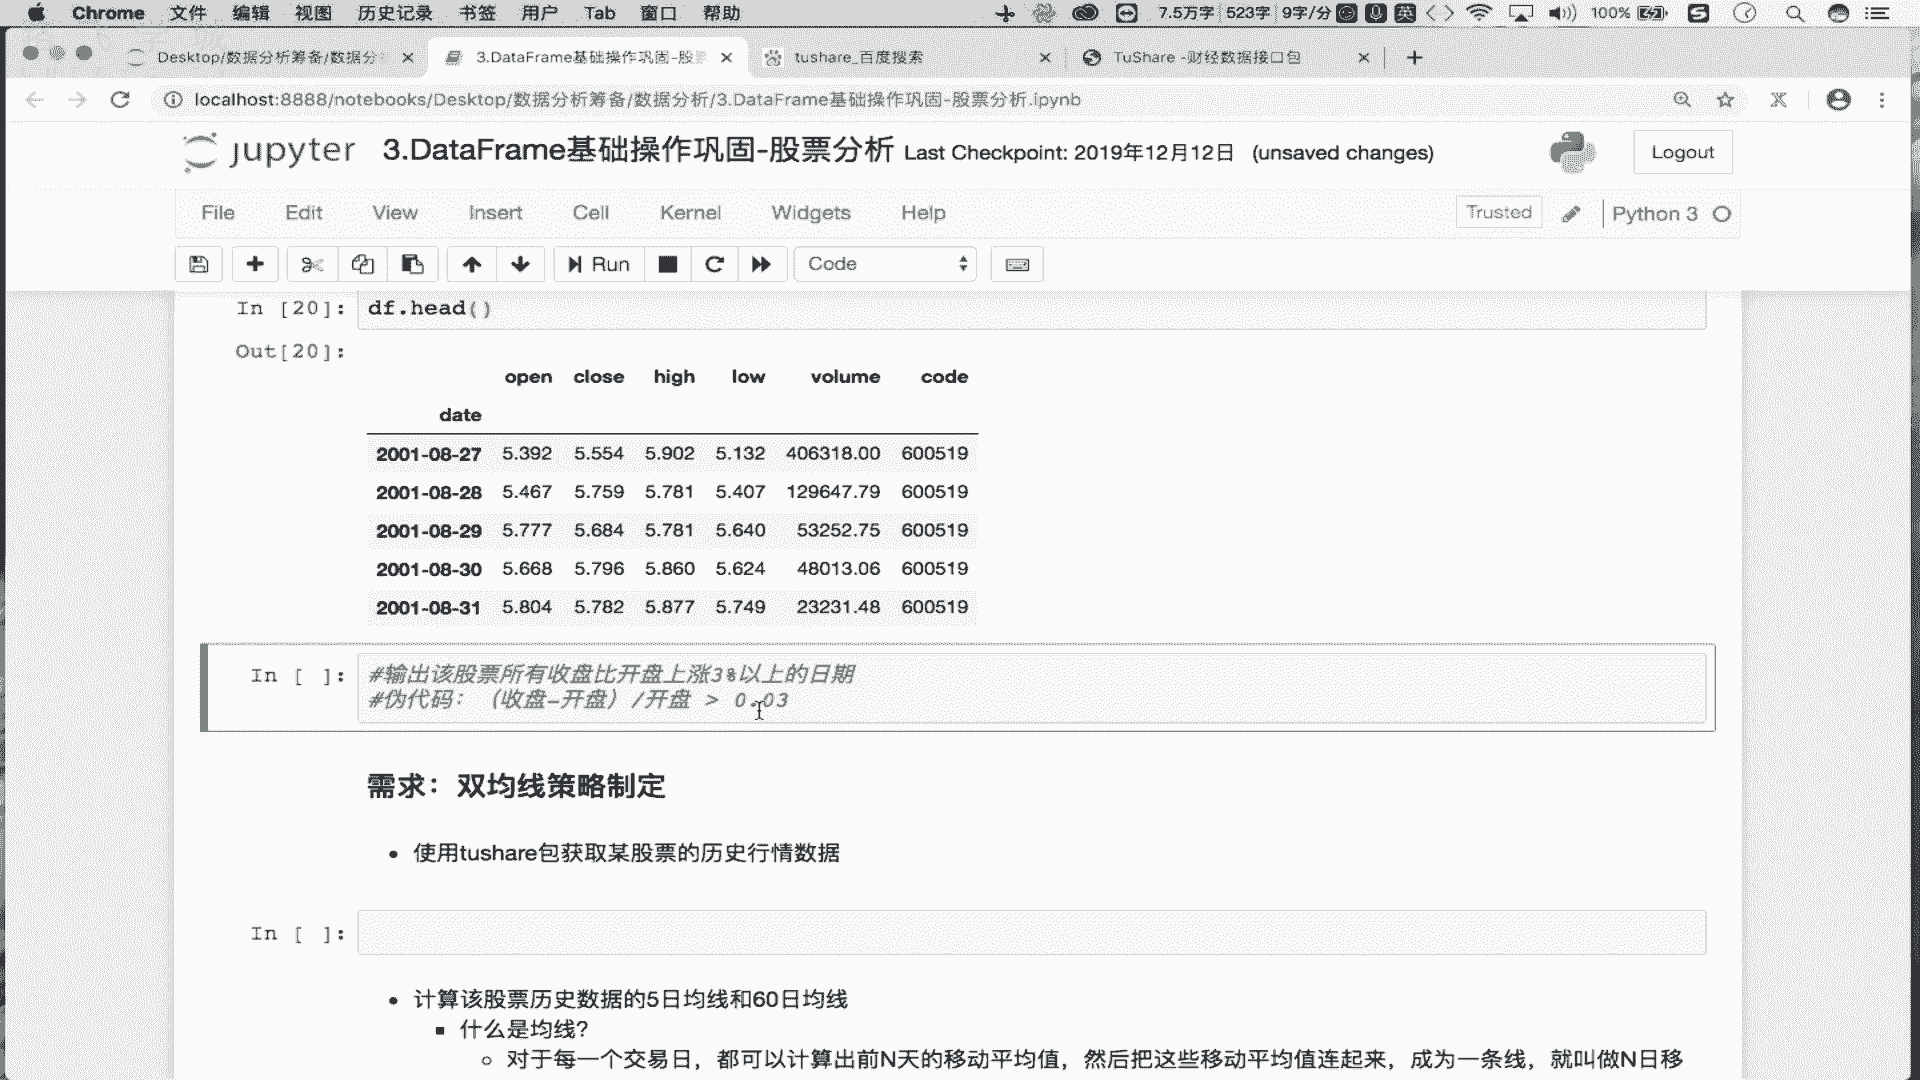 Chrome 文件 编辑 视图 历史记录 书签 用户 Tab 窗口 帮助 7.5万字 523字 9字/分 英 100%
Desktop/数据分析筹备/数据分 3.DataFrame基础操作巩固-股票 tushare_百度搜索 TuShare -财经数据接口包
localhost:8888/notebooks/Desktop/数据分析筹备/数据分析/3.DataFrame基础操作巩固-股票分析.ipynb
jupyter 3.DataFrame基础操作巩固-股票分析 Last Checkpoint: 2019年12月12日 (unsaved changes) Logout
File Edit View Insert Cell Kernel Widgets Help Trusted Python 3
Run Code
In [20]: df.head()
Out[20]:
open close high low volume code
date
2001-08-27 5.392 5.554 5.902 5.132 406318.00 600519
2001-08-28 5.467 5.759 5.781 5.407 129647.79 600519
2001-08-29 5.777 5.684 5.781 5.640 53252.75 600519
2001-08-30 5.668 5.796 5.860 5.624 48013.06 600519
2001-08-31 5.804 5.782 5.877 5.749 23231.48 600519
In [ ]: #输出该股票所有收盘比开盘上涨3%以上的日期
#伪代码：（收盘-开盘）/开盘 > 0.03
需求：双均线策略制定
• 使用tushare包获取某股票的历史行情数据
In [ ]:
• 计算该股票历史数据的5日均线和60日均线
▪ 什么是均线？
○ 对于每一个交易日，都可以计算出前N天的移动平均值，然后把这些移动平均值连起来，成为一条线，就叫做N日移